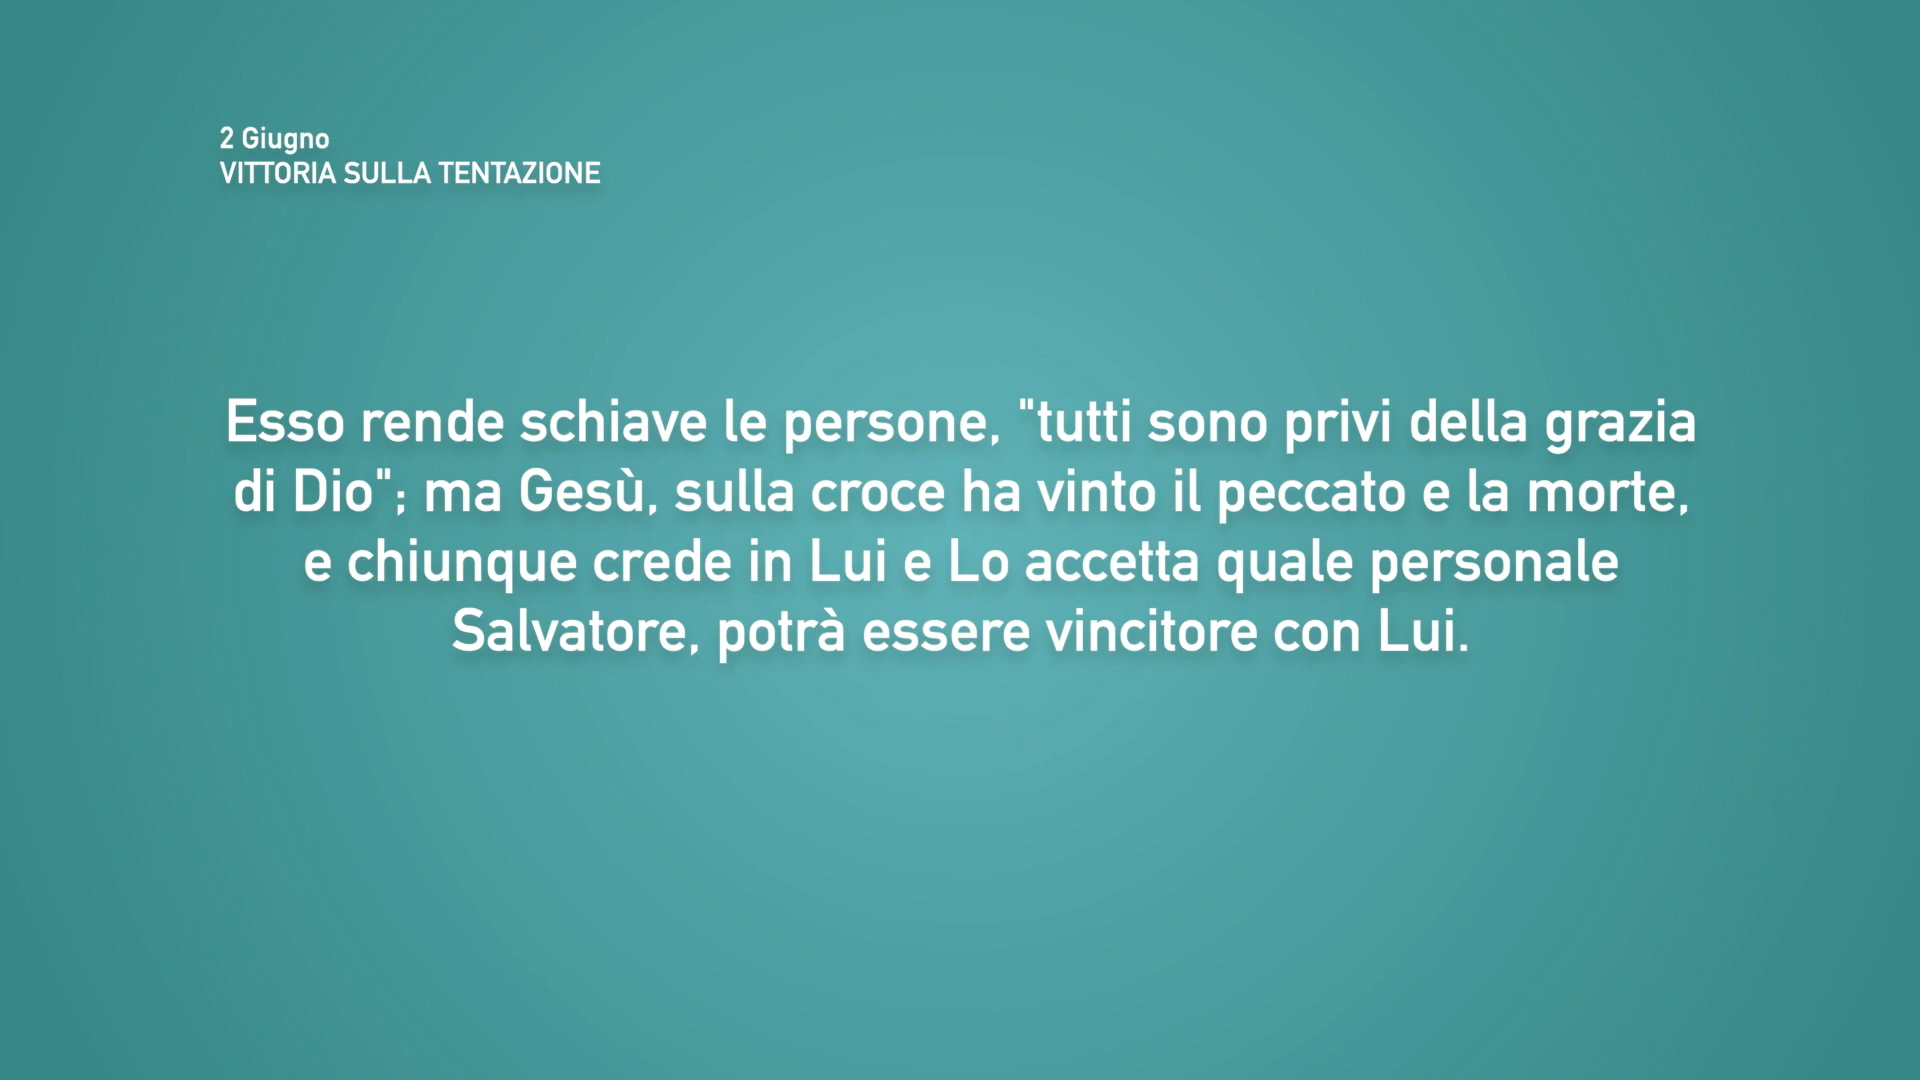 2 Giugno
VITTORIA SULLA TENTAZIONE
Esso rende schiave le persone, "tutti sono privi della grazia
di Dio"; ma Gesù, sulla croce ha vinto il peccato e la morte,
e chiunque crede in Lui e Lo accetta quale personale
Salvatore, potrà essere vincitore con Lui.